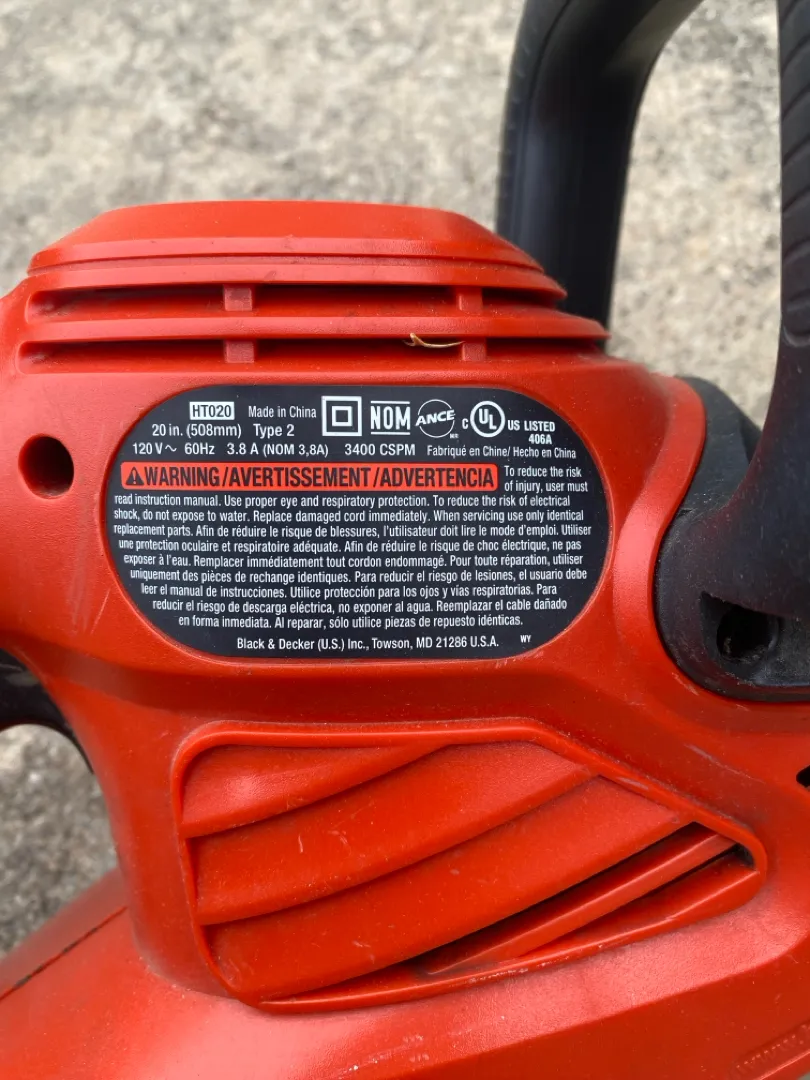 HT020 Made in China NOM ANCE c UL US LISTED
20 in. (508mm) Type 2 406A
120 V~ 60Hz 3.8 A (NOM 3,8A) 3400 CSPM Fabriqué en Chine/ Hecho en China
WARNING/AVERTISSEMENT/ADVERTENCIA To reduce the risk
of injury, user must
read instruction manual. Use proper eye and respiratory protection. To reduce the risk of electrical
shock, do not expose to water. Replace damaged cord immediately. When servicing use only identical
replacement parts. Afin de réduire le risque de blessures, l'utilisateur doit lire le mode d'emploi. Utiliser
une protection oculaire et respiratoire adéquate. Afin de réduire le risque de choc électrique, ne pas
exposer à l'eau. Remplacer immédiatement tout cordon endommagé. Pour toute réparation, utiliser
uniquement des pièces de rechange identiques. Para reducir el riesgo de lesiones, el usuario debe
leer el manual de instrucciones. Utilice protección para los ojos y vías respiratorias. Para
reducir el riesgo de descarga eléctrica, no exponer al agua. Reemplazar el cable dañado
en forma inmediata. Al reparar, sólo utilice piezas de repuesto idénticas.
Black & Decker (U.S.) Inc., Towson, MD 21286 U.S.A. WY